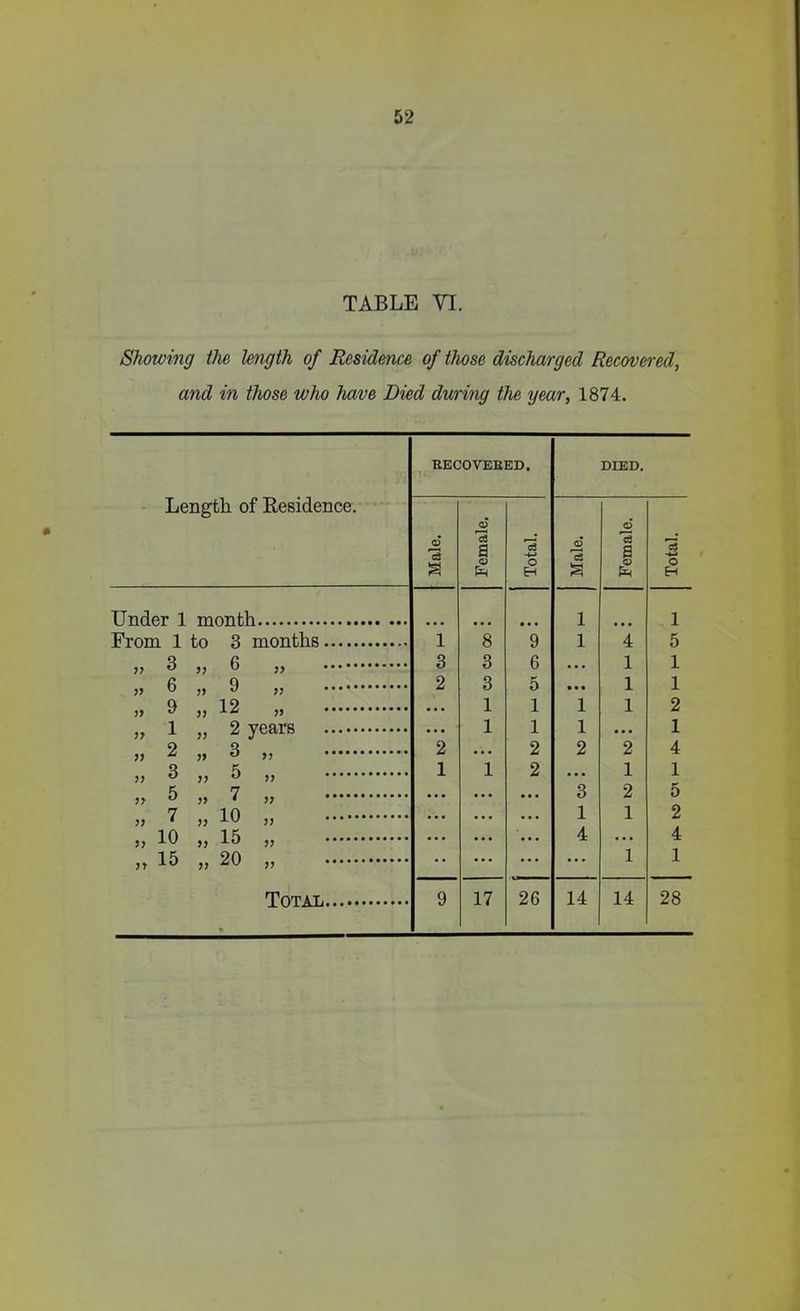 52
TABLE VI.
Showing the length of Residence of those discharged Recovered,
and in those who have Died during the year, 1874.
Length of Residence. RECOVERED. DIED.
Male. Female. Total. Male. Female. Total.
Under 1 month.................. ... ... ... ... 1 ... 1
From 1 to 3 months............. 1 8 9 1 4 5
„ 3 „ 6 „ ............ 3 3 6 ... 1 1
„ 6 „ 9 „ ............ 2 3 5 ... 1 1
„ 9 „ 12 „ ............ ... 1 1 1 1 2
„ 1 „ 2 years ............ ... 1 1 1 ... 1
„ 2 „ 3 „ ............ 2 ... 2 2 2 4
„ 3 „ 5 „ ............ 1 1 2 ... 1 1
„ 5 „ 7 „ ............ ... ... ... 3 2 5
„ 7 „ 10 „ ............ ... ... ... 1 1 2
„ 10 „ 15 „ ............ ... ... ... 4 ... 4
„ 15 „ 20 „ ............ .. ... ... ... 1 1
TOTAL............ 9 17 26 14 14 28